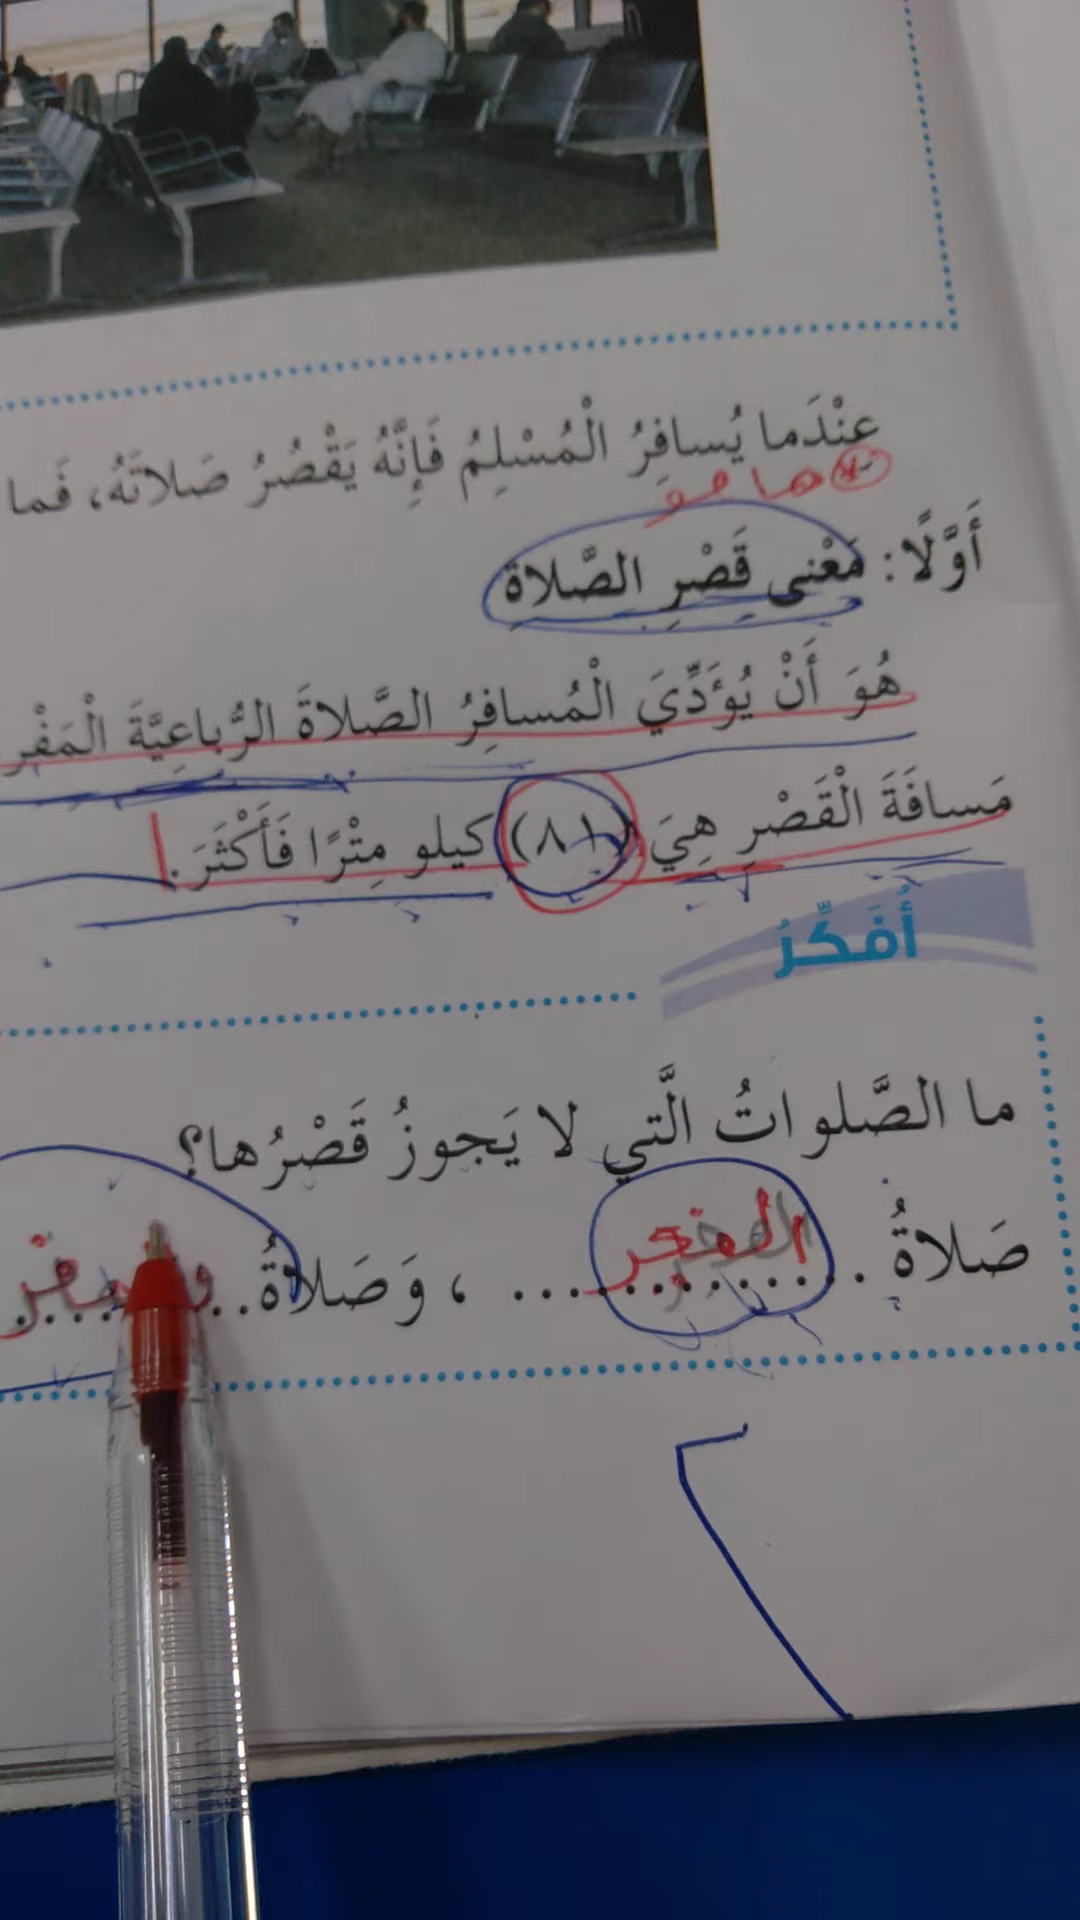 عِنْدَما يُسافِرُ الْمُسْلِمُ فَإِنَّهُ يَقْصُرُ صَلاتَهُ، فَما
ما هو
أَوَّلًا: مَعْنى قَصْرِ الصَّلاةِ
هُوَ أَنْ يُؤَدِّيَ الْمُسافِرُ الصَّلاةَ الرُّباعِيَّةَ الْمَفْر
مَسافَةَ الْقَصْرِ هِيَ (٨١) كيلو مِتْرًا فَأَكْثَرَ.
أُفَكِّرُ
ما الصَّلَواتُ الَّتي لا يَجوزُ قَصْرُها؟
صَلاةُ الفجر ، وَصَلاةُ